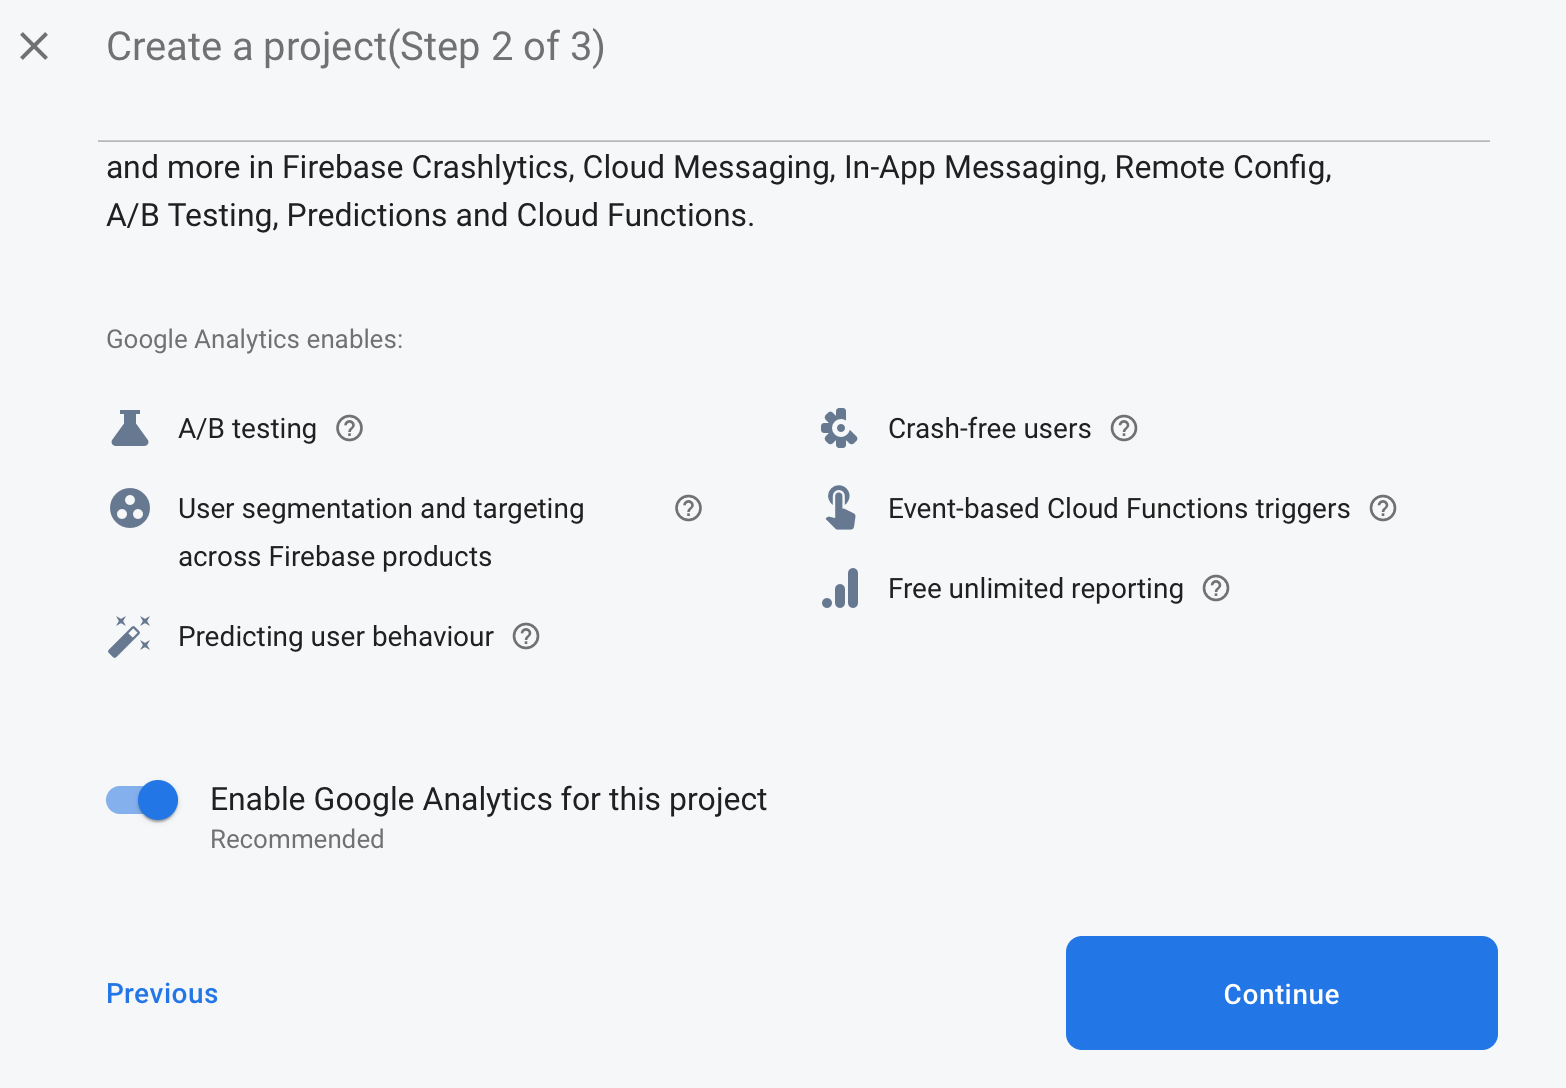 Create a project(Step 2 of 3)
and more in Firebase Crashlytics, Cloud Messaging, In-App Messaging, Remote Config,
A/B Testing, Predictions and Cloud Functions.
Google Analytics enables:
A/B testing
User segmentation and targeting
across Firebase products
Predicting user behaviour
Crash-free users
Event-based Cloud Functions triggers
Free unlimited reporting
Enable Google Analytics for this project
Recommended
Previous
Continue